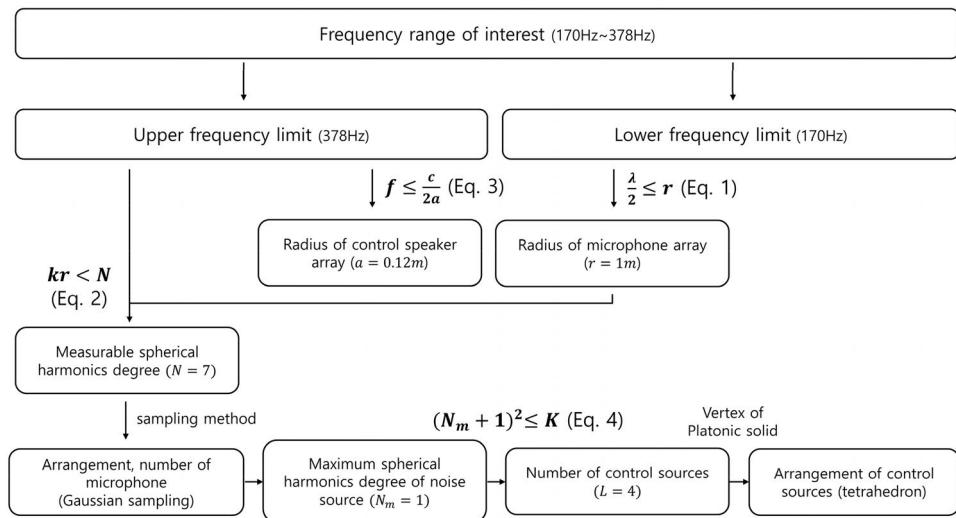 Frequency range of interest (170Hz~378Hz)
Upper frequency limit (378Hz)
Lower frequency limit (170Hz)
f ≤ c/2a (Eq. 3)
λ/2 ≤ r (Eq. 1)
Radius of control speaker
array (a = 0.12m)
Radius of microphone array
(r = 1m)
kr < N
(Eq. 2)
Measurable spherical
harmonics degree (N = 7)
sampling method
(N_m + 1)² ≤ K (Eq. 4)
Vertex of
Platonic solid
Arrangement, number of
microphone
(Gaussian sampling)
Maximum spherical
harmonics degree of noise
source (N_m = 1)
Number of control sources
(L = 4)
Arrangement of control
sources (tetrahedron)